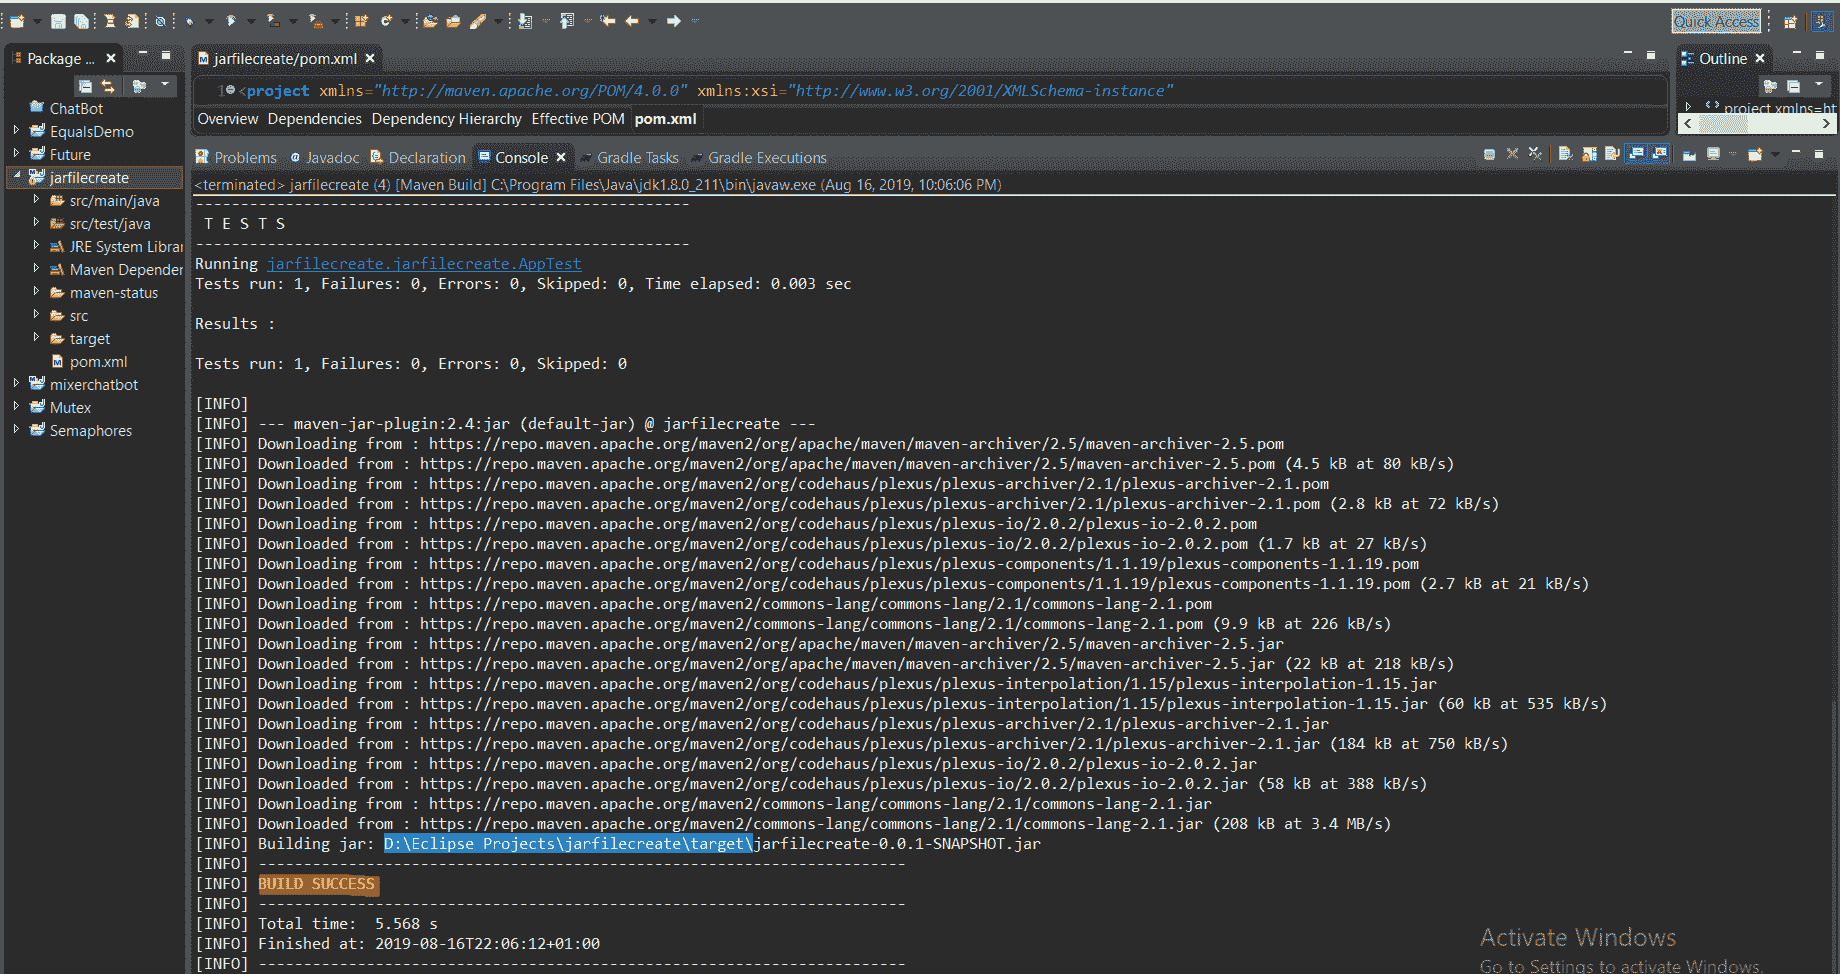 Quick Access
Package ...
jarfilecreate/pom.xml
Outline
1 <project xmlns="http://maven.apache.org/POM/4.0.0" xmlns:xsi="http://www.w3.org/2001/XMLSchema-instance"
project xmlns=ht
Overview Dependencies Dependency Hierarchy Effective POM pom.xml
ChatBot
EqualsDemo
Future
jarfilecreate
src/main/java
src/test/java
JRE System Librar
Maven Depender
maven-status
src
target
pom.xml
mixerchatbot
Mutex
Semaphores
Problems @ Javadoc Declaration Console Gradle Tasks Gradle Executions
<terminated> jarfilecreate (4) [Maven Build] C:\Program Files\Java\jdk1.8.0_211\bin\javaw.exe (Aug 16, 2019, 10:06:06 PM)
-------------------------------------------------------
T E S T S
-------------------------------------------------------
Running jarfilecreate.jarfilecreate.AppTest
Tests run: 1, Failures: 0, Errors: 0, Skipped: 0, Time elapsed: 0.003 sec
Results :
Tests run: 1, Failures: 0, Errors: 0, Skipped: 0
[INFO]
[INFO] --- maven-jar-plugin:2.4:jar (default-jar) @ jarfilecreate ---
[INFO] Downloading from : https://repo.maven.apache.org/maven2/org/apache/maven/maven-archiver/2.5/maven-archiver-2.5.pom
[INFO] Downloaded from : https://repo.maven.apache.org/maven2/org/apache/maven/maven-archiver/2.5/maven-archiver-2.5.pom (4.5 kB at 80 kB/s)
[INFO] Downloading from : https://repo.maven.apache.org/maven2/org/codehaus/plexus/plexus-archiver/2.1/plexus-archiver-2.1.pom
[INFO] Downloaded from : https://repo.maven.apache.org/maven2/org/codehaus/plexus/plexus-archiver/2.1/plexus-archiver-2.1.pom (2.8 kB at 72 kB/s)
[INFO] Downloading from : https://repo.maven.apache.org/maven2/org/codehaus/plexus/plexus-io/2.0.2/plexus-io-2.0.2.pom
[INFO] Downloaded from : https://repo.maven.apache.org/maven2/org/codehaus/plexus/plexus-io/2.0.2/plexus-io-2.0.2.pom (1.7 kB at 27 kB/s)
[INFO] Downloading from : https://repo.maven.apache.org/maven2/org/codehaus/plexus/plexus-components/1.1.19/plexus-components-1.1.19.pom
[INFO] Downloaded from : https://repo.maven.apache.org/maven2/org/codehaus/plexus/plexus-components/1.1.19/plexus-components-1.1.19.pom (2.7 kB at 21 kB/s)
[INFO] Downloading from : https://repo.maven.apache.org/maven2/commons-lang/commons-lang/2.1/commons-lang-2.1.pom
[INFO] Downloaded from : https://repo.maven.apache.org/maven2/commons-lang/commons-lang/2.1/commons-lang-2.1.pom (9.9 kB at 226 kB/s)
[INFO] Downloading from : https://repo.maven.apache.org/maven2/org/apache/maven/maven-archiver/2.5/maven-archiver-2.5.jar
[INFO] Downloaded from : https://repo.maven.apache.org/maven2/org/apache/maven/maven-archiver/2.5/maven-archiver-2.5.jar (22 kB at 218 kB/s)
[INFO] Downloading from : https://repo.maven.apache.org/maven2/org/codehaus/plexus/plexus-interpolation/1.15/plexus-interpolation-1.15.jar
[INFO] Downloaded from : https://repo.maven.apache.org/maven2/org/codehaus/plexus/plexus-interpolation/1.15/plexus-interpolation-1.15.jar (60 kB at 535 kB/s)
[INFO] Downloading from : https://repo.maven.apache.org/maven2/org/codehaus/plexus/plexus-archiver/2.1/plexus-archiver-2.1.jar
[INFO] Downloaded from : https://repo.maven.apache.org/maven2/org/codehaus/plexus/plexus-archiver/2.1/plexus-archiver-2.1.jar (184 kB at 750 kB/s)
[INFO] Downloading from : https://repo.maven.apache.org/maven2/org/codehaus/plexus/plexus-io/2.0.2/plexus-io-2.0.2.jar
[INFO] Downloaded from : https://repo.maven.apache.org/maven2/org/codehaus/plexus/plexus-io/2.0.2/plexus-io-2.0.2.jar (58 kB at 388 kB/s)
[INFO] Downloading from : https://repo.maven.apache.org/maven2/commons-lang/commons-lang/2.1/commons-lang-2.1.jar
[INFO] Downloaded from : https://repo.maven.apache.org/maven2/commons-lang/commons-lang/2.1/commons-lang-2.1.jar (208 kB at 3.4 MB/s)
[INFO] Building jar: D:\Eclipse Projects\jarfilecreate\target\jarfilecreate-0.0.1-SNAPSHOT.jar
[INFO] ------------------------------------------------------------------------
[INFO] BUILD SUCCESS
[INFO] ------------------------------------------------------------------------
[INFO] Total time: 5.568 s
[INFO] Finished at: 2019-08-16T22:06:12+01:00
[INFO] ------------------------------------------------------------------------
Activate Windows
Go to Settings to activate Windows.